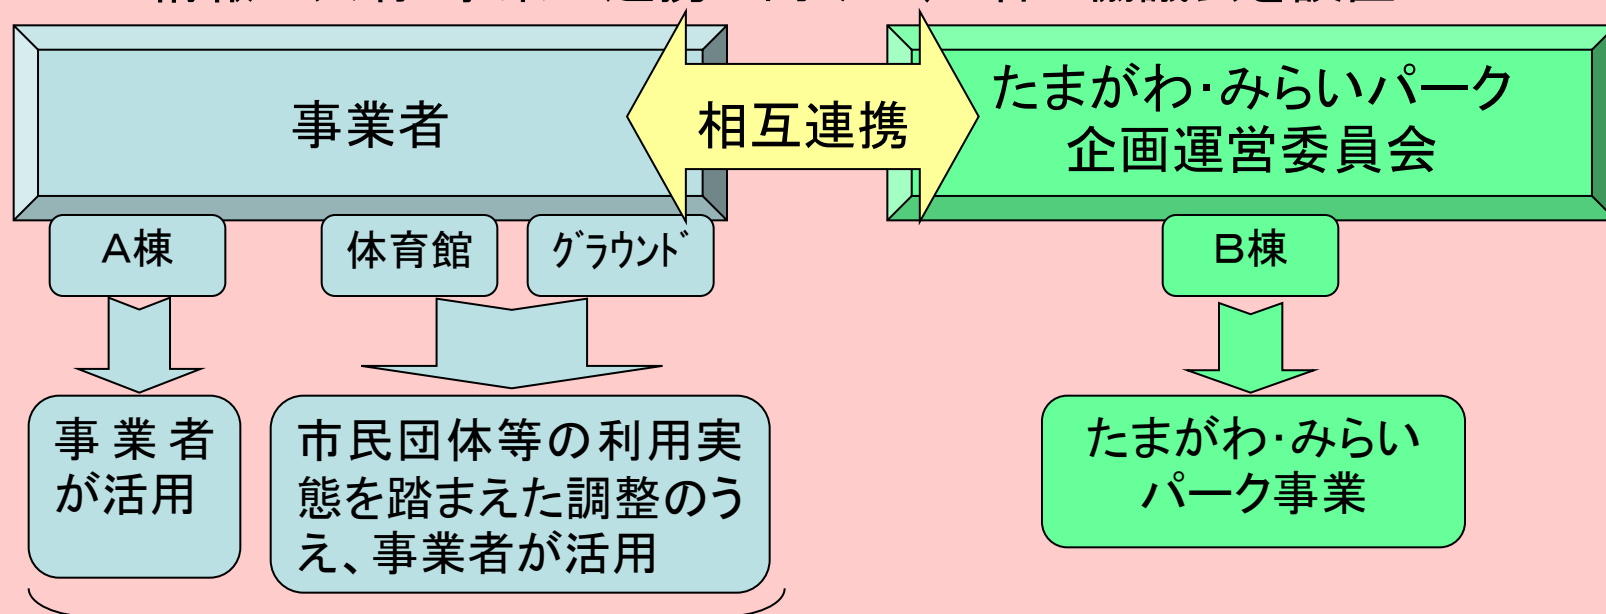 事業者
相互連携
たまがわ・みらいパーク
企画運営委員会
A棟
体育館
グラウンド
B棟
事業者
が活用
市民団体等の利用実
態を踏まえた調整のう
え、事業者が活用
たまがわ・みらい
パーク事業